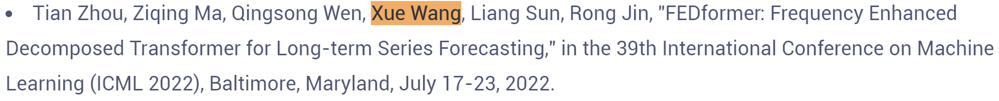 • Tian Zhou, Ziqing Ma, Qingsong Wen, Xue Wang, Liang Sun, Rong Jin, "FEDformer: Frequency Enhanced
Decomposed Transformer for Long-term Series Forecasting," in the 39th International Conference on Machine
Learning (ICML 2022), Baltimore, Maryland, July 17-23, 2022.